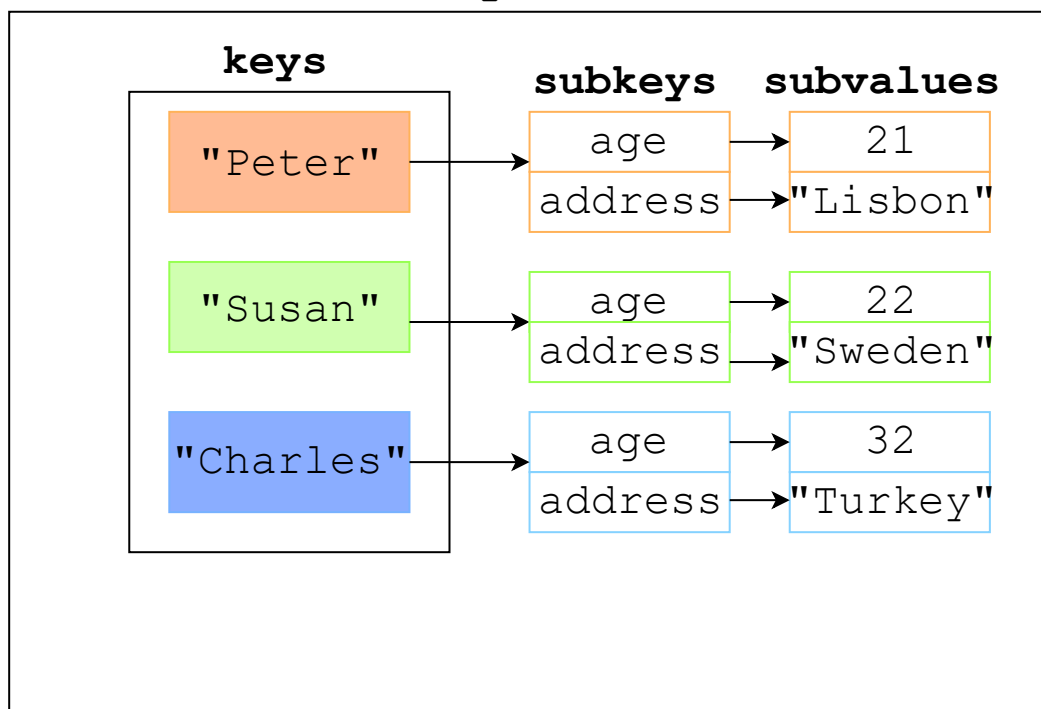 keys
subkeys subvalues
"Peter"
age 21
address "Lisbon"
"Susan"
age 22
address "Sweden"
"Charles"
age 32
address "Turkey"